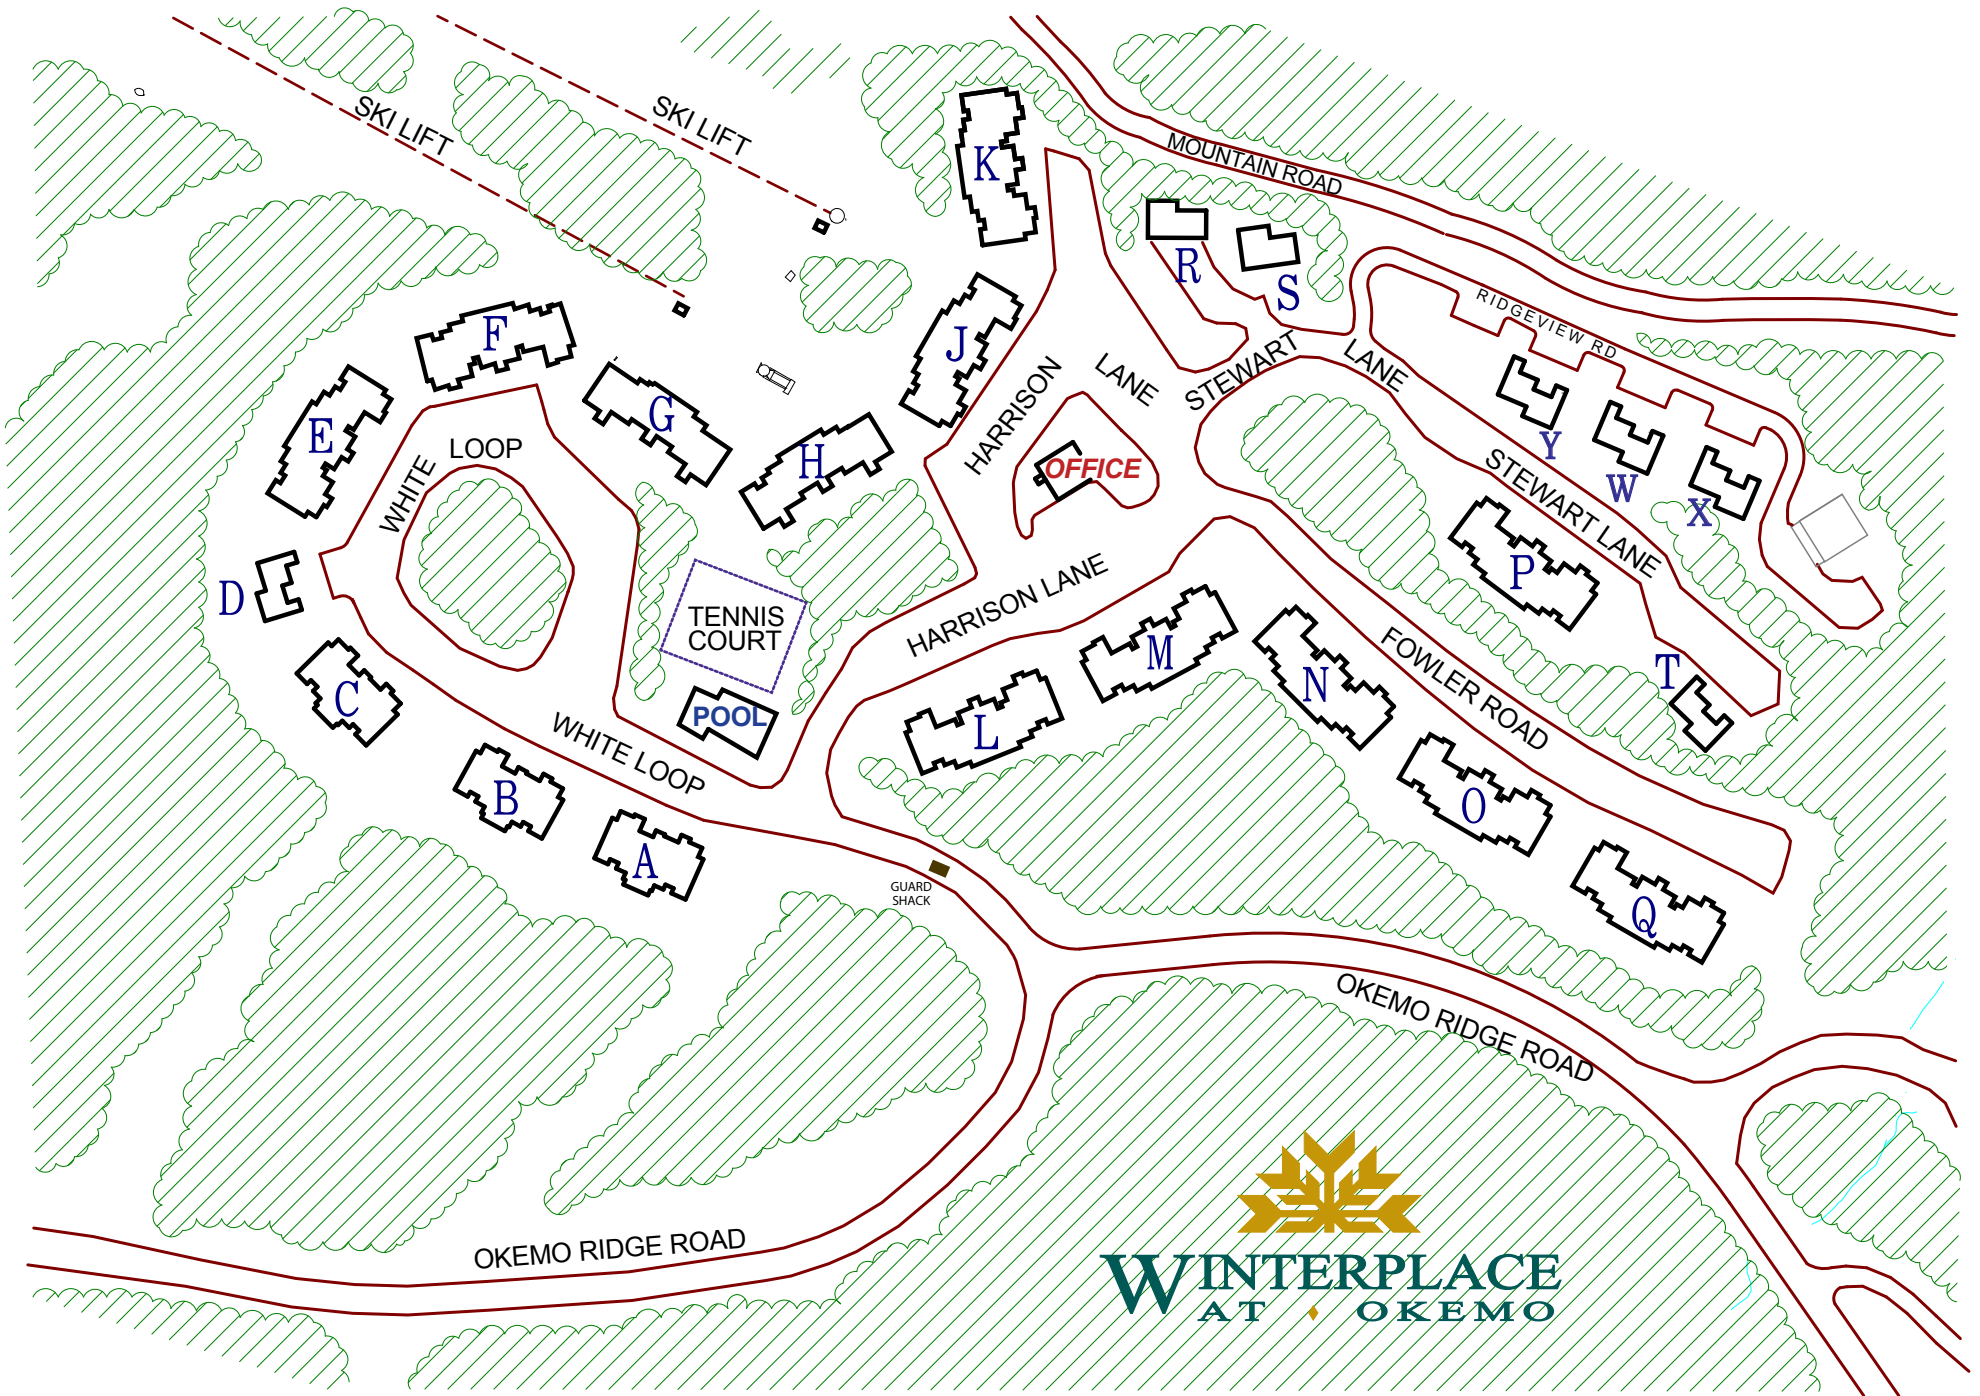 SKI LIFT
SKI LIFT
MOUNTAIN ROAD
K
R
S
RIDGEVIEW RD
F
J
STEWART
LANE
HARRISON
LANE
E
G
H
LOOP
WHITE
OFFICE
Y
W
X
STEWART LANE
P
D
TENNIS
COURT
HARRISON LANE
M
N
FOWLER ROAD
T
C
POOL
L
WHITE LOOP
B
A
O
Q
GUARD
SHACK
OKEMO RIDGE ROAD
OKEMO RIDGE ROAD
WINTERPLACE
AT ♦ OKEMO